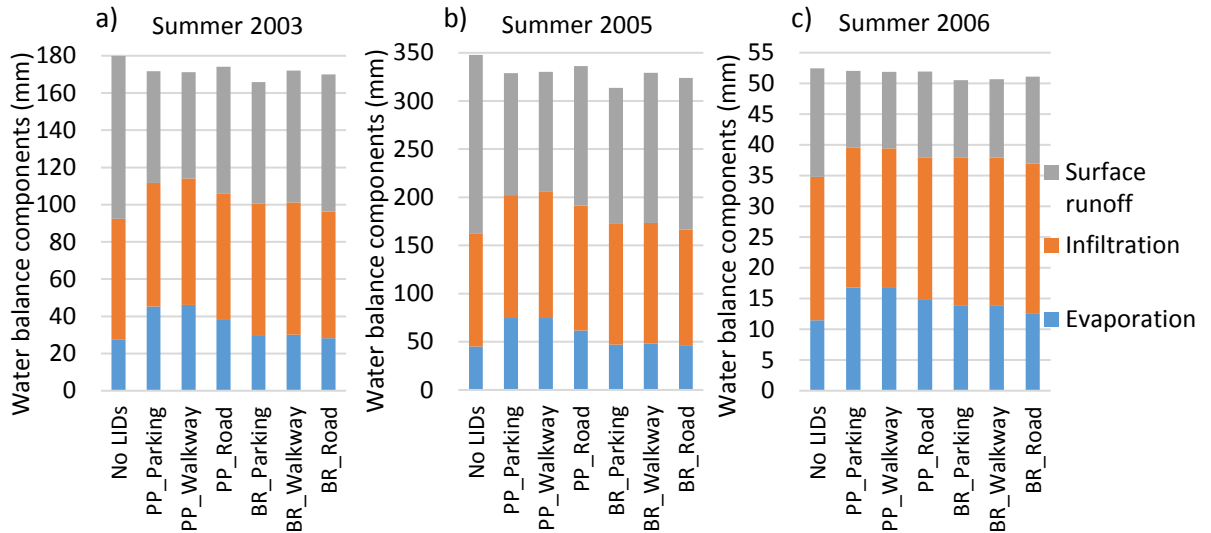 a) Summer 2003
Water balance components (mm)
180
160
140
120
100
80
60
40
20
0
No LIDs
PP_Parking
PP_Walkway
PP_Road
BR_Parking
BR_Walkway
BR_Road
b) Summer 2005
Water balance components (mm)
350
300
250
200
150
100
50
0
No LIDs
PP_Parking
PP_Walkway
PP_Road
BR_Parking
BR_Walkway
BR_Road
c) Summer 2006
Water balance components (mm)
55
50
45
40
35
30
25
20
15
10
5
0
No LIDs
PP_Parking
PP_Walkway
PP_Road
BR_Parking
BR_Walkway
BR_Road
Surface
runoff
Infiltration
Evaporation